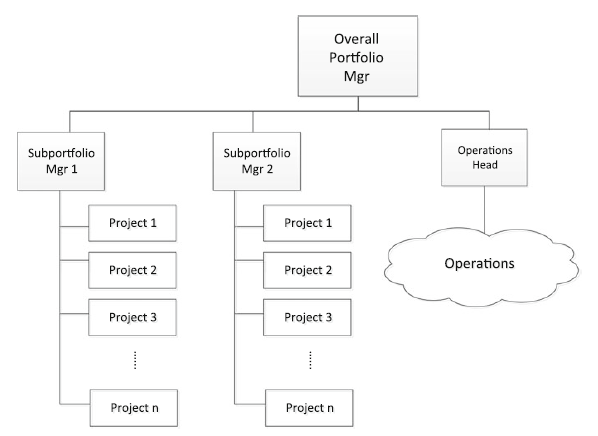 Overall
Portfolio
Mgr
Subportfolio
Mgr 1
Subportfolio
Mgr 2
Operations
Head
Project 1
Project 2
Project 3
Project n
Project 1
Project 2
Project 3
Project n
Operations